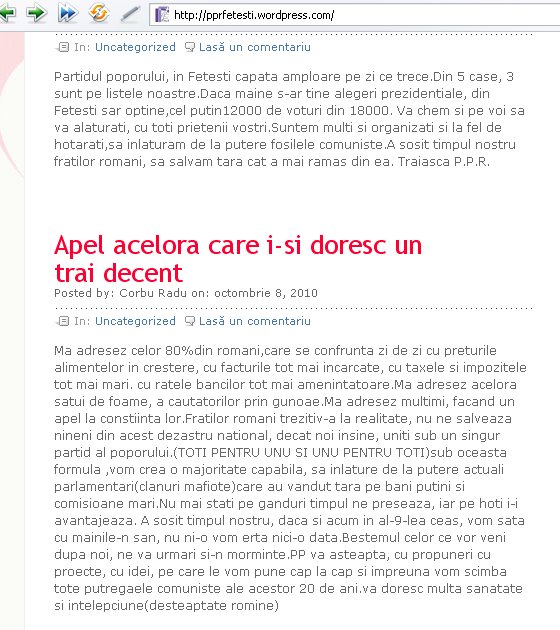 http://pprfetesti.wordpress.com/
In: Uncategorized Lasă un comentariu
Partidul poporului, in Fetesti capata amploare pe zi ce trece.Din 5 case, 3
sunt pe listele noastre.Daca maine s-ar tine alegeri prezidentiale, din
Fetesti sar optine,cel putin12000 de voturi din 18000. Va chem si pe voi sa
va alaturati, cu toti prietenii vostri.Suntem multi si organizati si la fel de
hotarati,sa inlaturam de la putere fosilele comuniste.A sosit timpul nostru
fratilor romani, sa salvam tara cat a mai ramas din ea. Traiasca P.P.R.
Apel acelora care i-si doresc un
trai decent
Posted by: Corbu Radu on: octombrie 8, 2010
In: Uncategorized Lasă un comentariu
Ma adresez celor 80%din romani,care se confrunta zi de zi cu preturile
alimentelor in crestere, cu facturile tot mai incarcate, cu taxele si impozitele
tot mai mari. cu ratele bancilor tot mai amenintatoare.Ma adresez acelora
satui de foame, a cautatorilor prin gunoae.Ma adresez multimi, facand un
apel la constiinta lor.Fratilor romani trezitiv-a la realitate, nu ne salveaza
nineni din acest dezastru national, decat noi insine, uniti sub un singur
partid al poporului.(TOTI PENTRU UNU SI UNU PENTRU TOTI)sub oceasta
formula ,vom crea o majoritate capabila, sa inlature de la putere actuali
parlamentari(clanuri mafiote)care au vandut tara pe bani putini si
comisioane mari.Nu mai stati pe ganduri timpul ne preseaza, iar pe hoti i-i
avantajeaza. A sosit timpul nostru, daca si acum in al-9-lea ceas, vom sata
cu mainile-n san, nu ni-o vom erta nici-o data.Bestemul celor ce vor veni
dupa noi, ne va urmari si-n morminte.PP va asteapta, cu propuneri cu
proecte, cu idei, pe care le vom pune cap la cap si impreuna vom scimba
tote putregaele comuniste ale acestor 20 de ani.va doresc multa sanatate
si intelepciune(desteaptate romine)